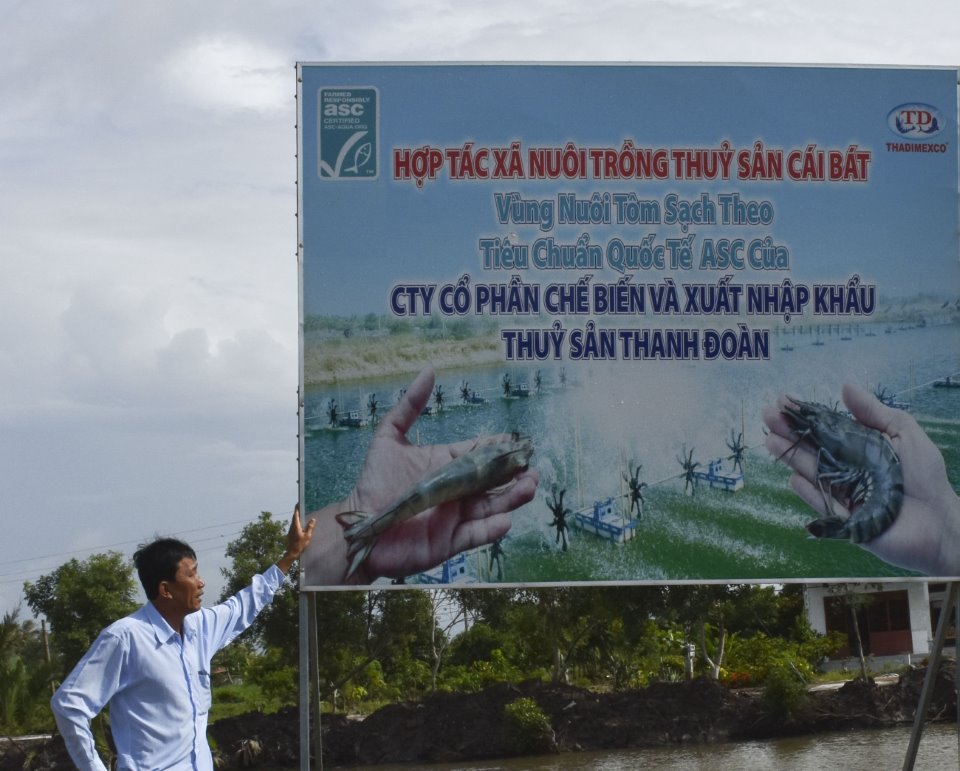 FARMED
RESPONSIBLY
asc
CERTIFIED
ASC-AQUA.ORG
TM
TD
THADIMEXCO
HỢP TÁC XÃ NUÔI TRỒNG THUỶ SẢN CÁI BÁT
Vùng Nuôi Tôm Sạch Theo
Tiêu Chuẩn Quốc Tế ASC Của
CTY CỔ PHẦN CHẾ BIẾN VÀ XUẤT NHẬP KHẨU
THUỶ SẢN THANH ĐOÀN